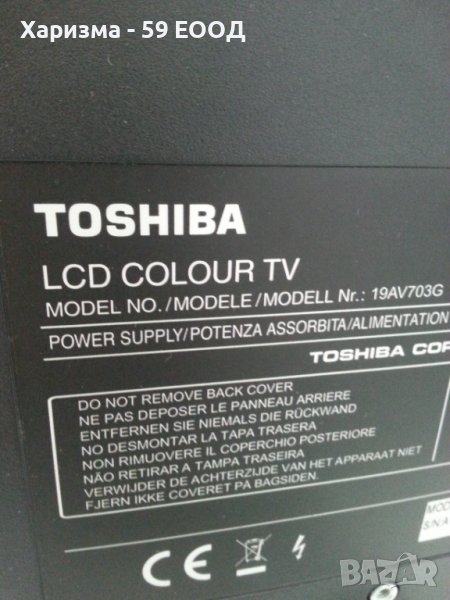 Харизма - 59 ЕООД
TOSHIBA
LCD COLOUR TV
MODEL NO./MODELE/MODELL Nr.: 19AV703G
POWER SUPPLY/POTENZA ASSORBITA/ALIMENTATION
TOSHIBA COR
DO NOT REMOVE BACK COVER
NE PAS DEPOSER LE PANNEAU ARRIERE
ENTFERNEN SIE NIEMALS DIE RÜCKWAND
NO DESMONTAR LA TAPA TRASERA
NON RIMUOVERE IL COPERCHIO POSTERIORE
NÃO RETIRAR A TAMPA TRASEIRA
VERWIJDER DE ACHTERZIJDE VAN HET APPARAAT NIET
FJERN IKKE COVERET PÅ BAGSIDEN.
MOD
S/N/A
CE
BAZAR